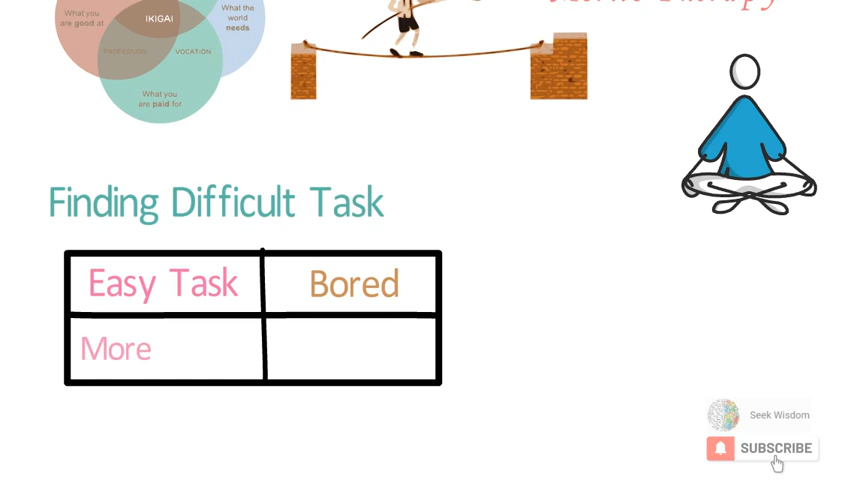 What you
are good at
IKIGAI
What the
world
needs
PROFESSION
VOCATION
What you
are paid for
Therapy
Finding Difficult Task
Easy Task
Bored
More
Seek Wisdom
SUBSCRIBE